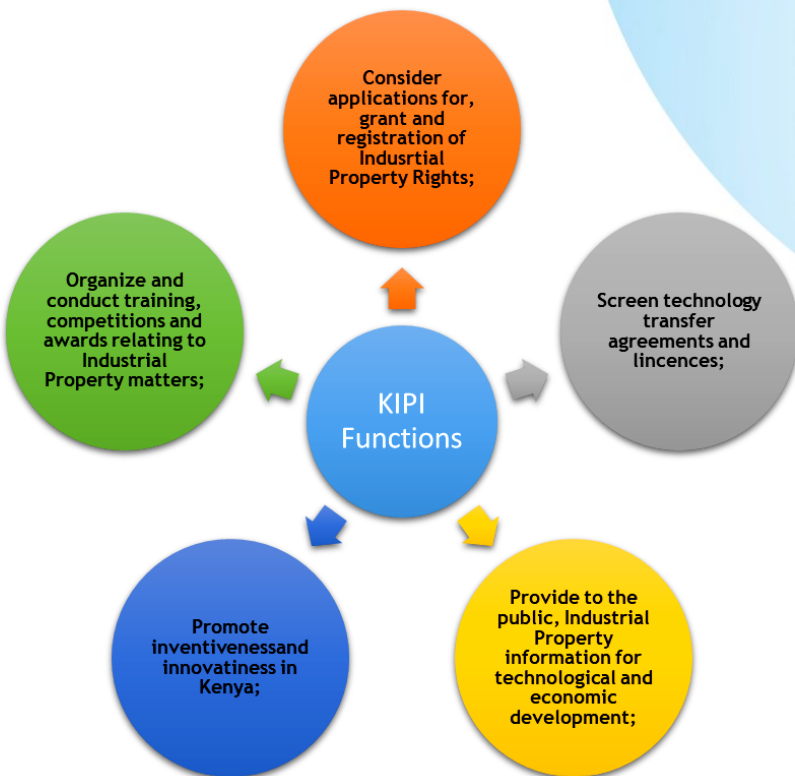 Consider
applications for,
grant and
registration of
Indusrtial
Property Rights;
Organize and
conduct training,
competitions and
awards relating to
Industrial
Property matters;
Screen technology
transfer
agreements and
lincences;
KIPI
Functions
Promote
inventivenessand
innovatiness in
Kenya;
Provide to the
public, Industrial
Property
information for
technological and
economic
development;